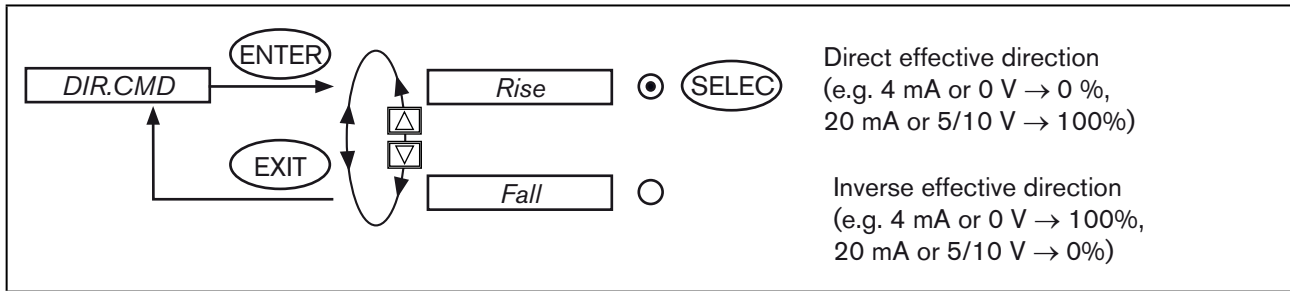 DIR.CMD
ENTER
EXIT
Rise
SELEC
Direct effective direction
(e.g. 4 mA or 0 V → 0 %,
20 mA or 5/10 V → 100%)
Fall
Inverse effective direction
(e.g. 4 mA or 0 V → 100%,
20 mA or 5/10 V → 0%)